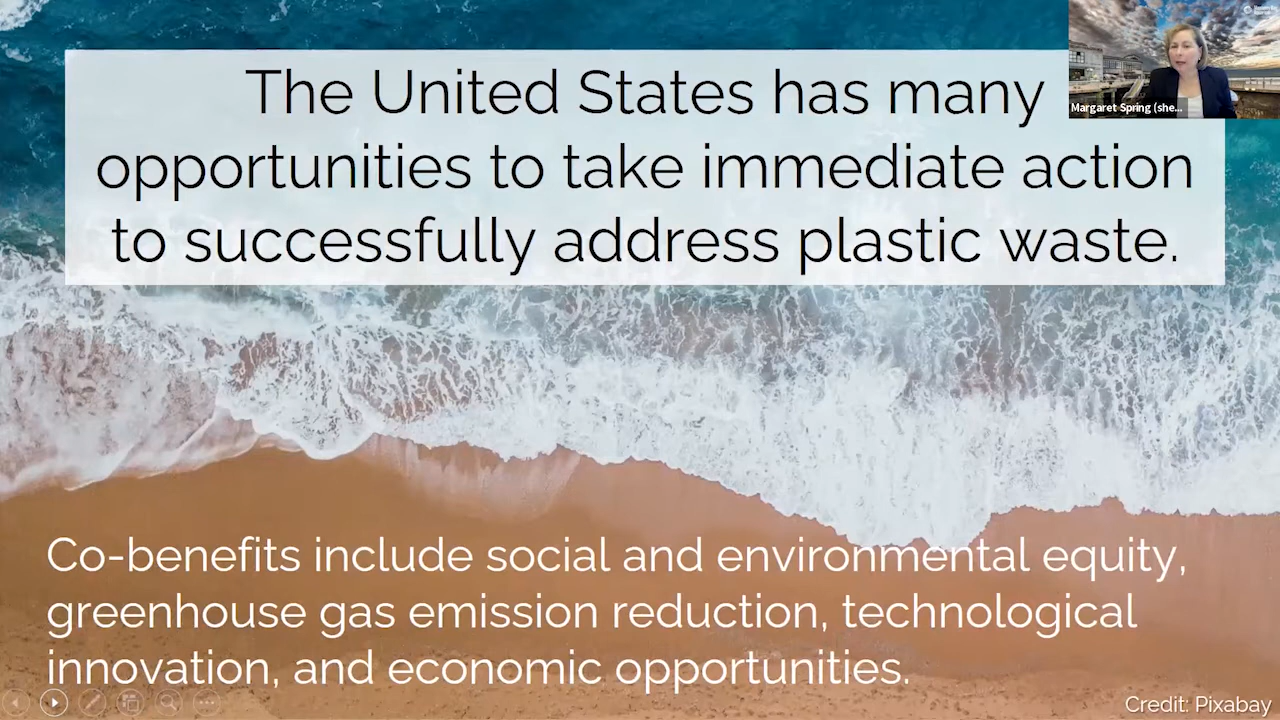 The United States has many
opportunities to take immediate action
to successfully address plastic waste.
Margaret Spring (she...
Co-benefits include social and environmental equity,
greenhouse gas emission reduction, technological
innovation, and economic opportunities.
Credit: Pixabay